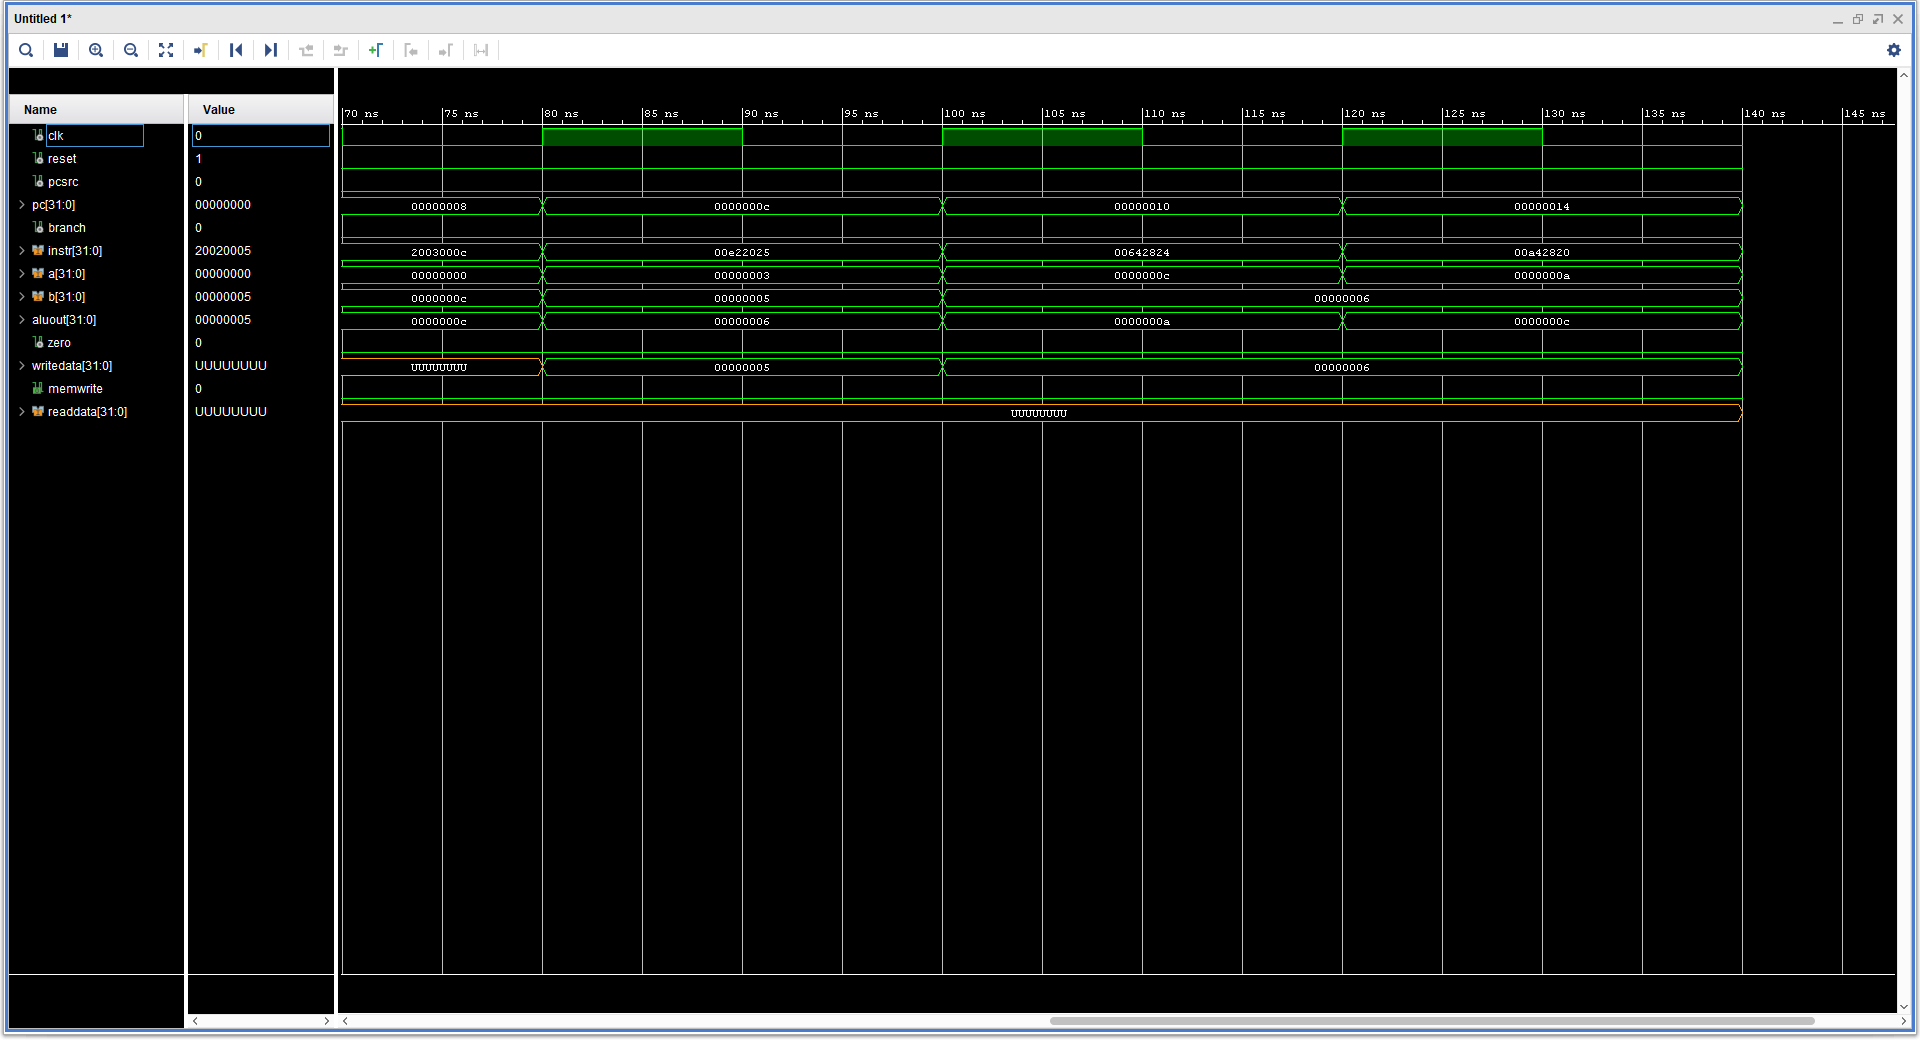 Untitled 1*
Name Value
70 ns 75 ns 80 ns 85 ns 90 ns 95 ns 100 ns 105 ns 110 ns 115 ns 120 ns 125 ns 130 ns 135 ns 140 ns 145 ns
clk 0
reset 1
pcsrc 0
pc[31:0] 00000000 00000008 0000000c 00000010 00000014
branch 0
instr[31:0] 20020005 2003000c 00e22025 00642824 00a42820
a[31:0] 00000000 00000000 00000003 0000000c 0000000a
b[31:0] 00000005 0000000c 00000005 00000006
aluout[31:0] 00000005 0000000c 00000006 0000000a 0000000c
zero 0
writedata[31:0] UUUUUUUU UUUUUUUU 00000005 00000006
memwrite 0
readdata[31:0] UUUUUUUU UUUUUUUU